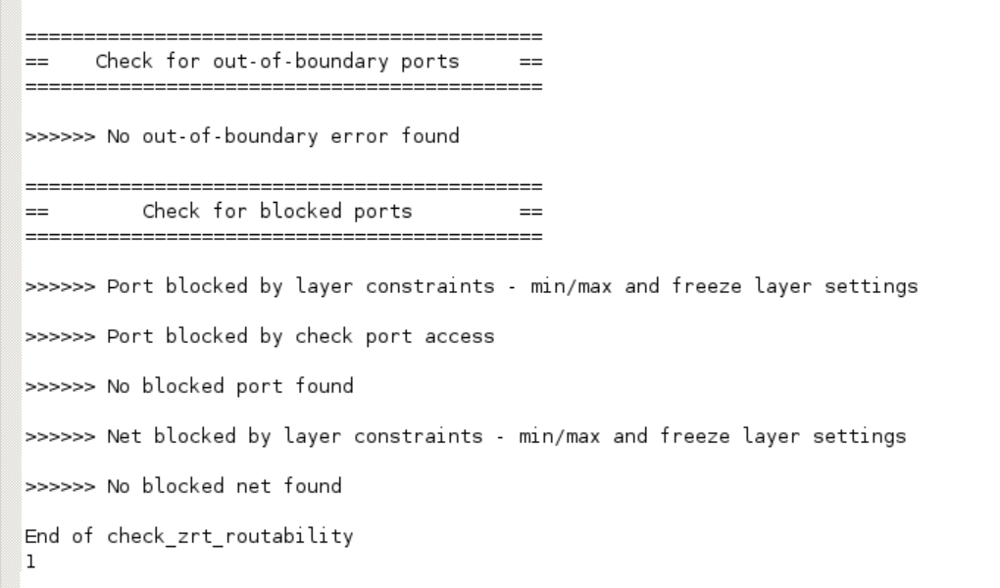 ============================================
==    Check for out-of-boundary ports     ==
============================================
>>>>>> No out-of-boundary error found
============================================
==        Check for blocked ports         ==
============================================
>>>>>> Port blocked by layer constraints - min/max and freeze layer settings
>>>>>> Port blocked by check port access
>>>>>> No blocked port found
>>>>>> Net blocked by layer constraints - min/max and freeze layer settings
>>>>>> No blocked net found
End of check_zrt_routability
1